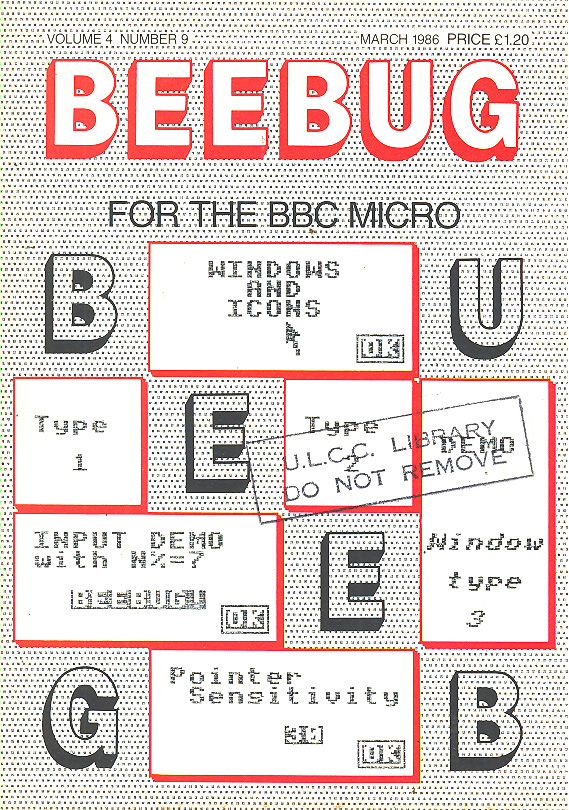 VOLUME 4 NUMBER 9
MARCH 1986 PRICE £1.20
BEEBUG
FOR THE BBC MICRO
B
WINDOWS
AND
ICONS
OK
U
Type
1
E
Type
2
DEMO
U.L.C.C. LIBRARY
DO NOT REMOVE
INPUT DEMO
with N%=7
BEEBUG
OK
E
Window
type
3
G
Pointer
Sensitivity
OK
B